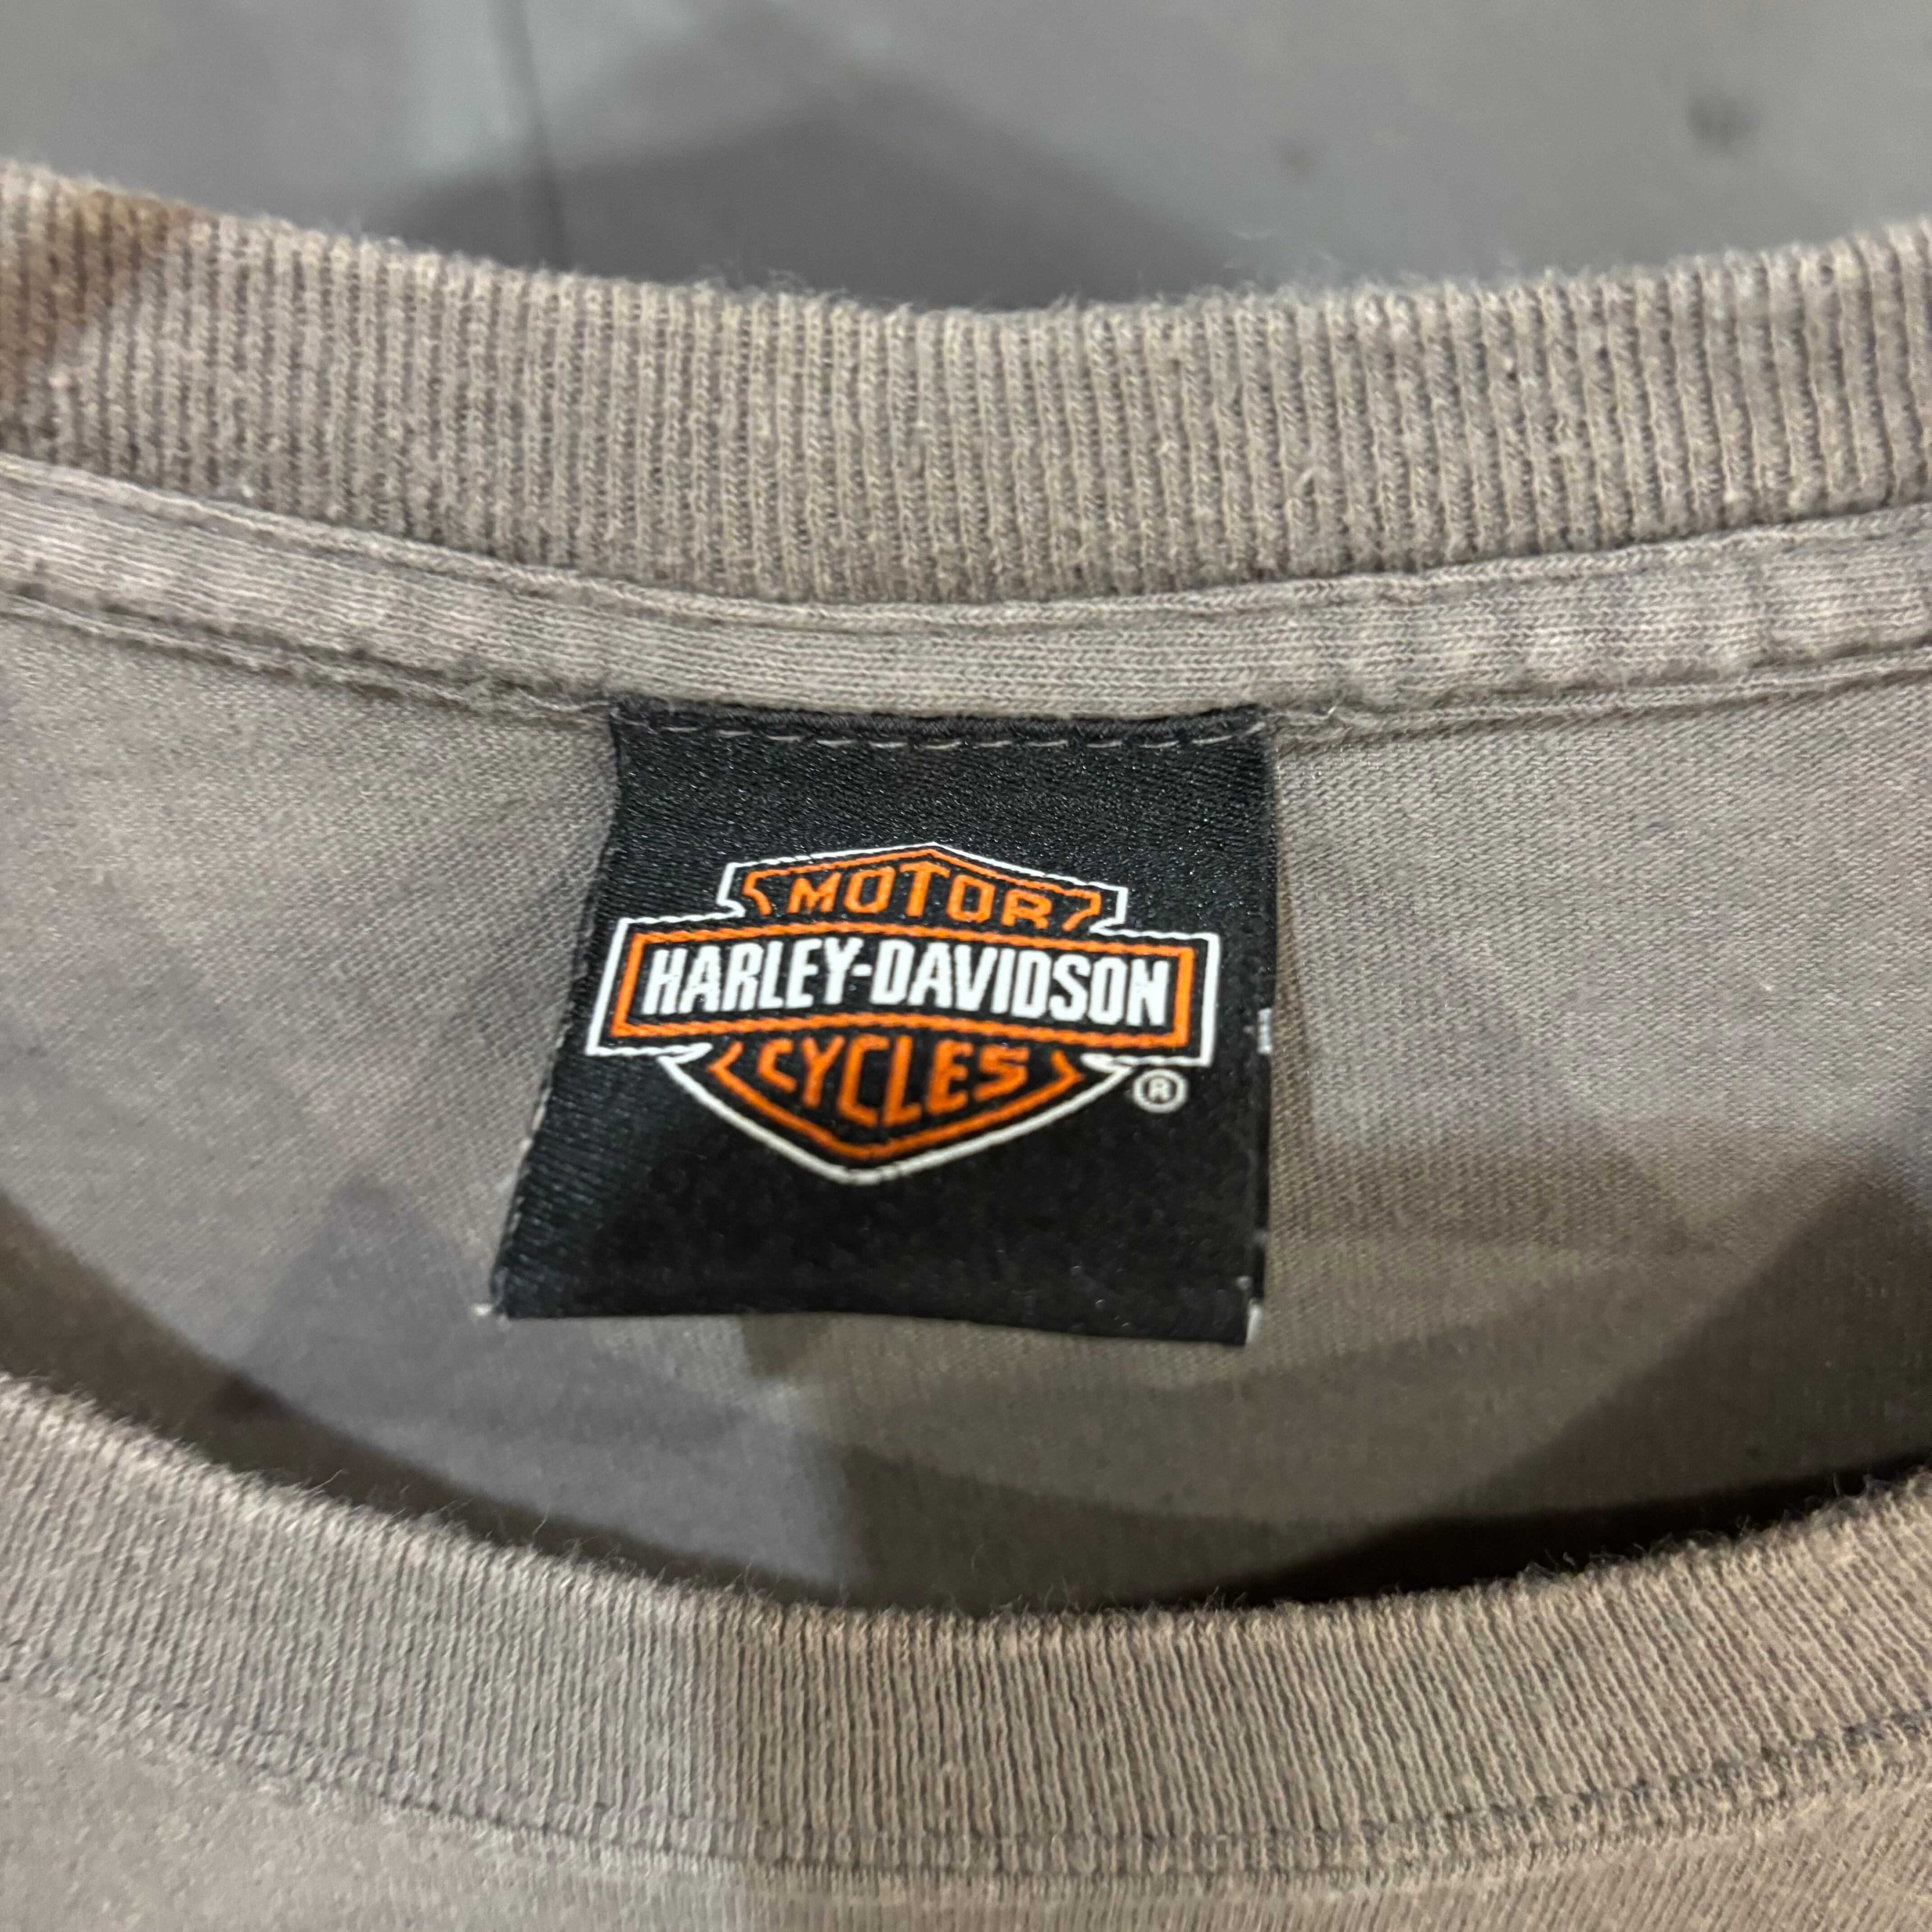 MOTOR
HARLEY-DAVIDSON
CYCLES
®